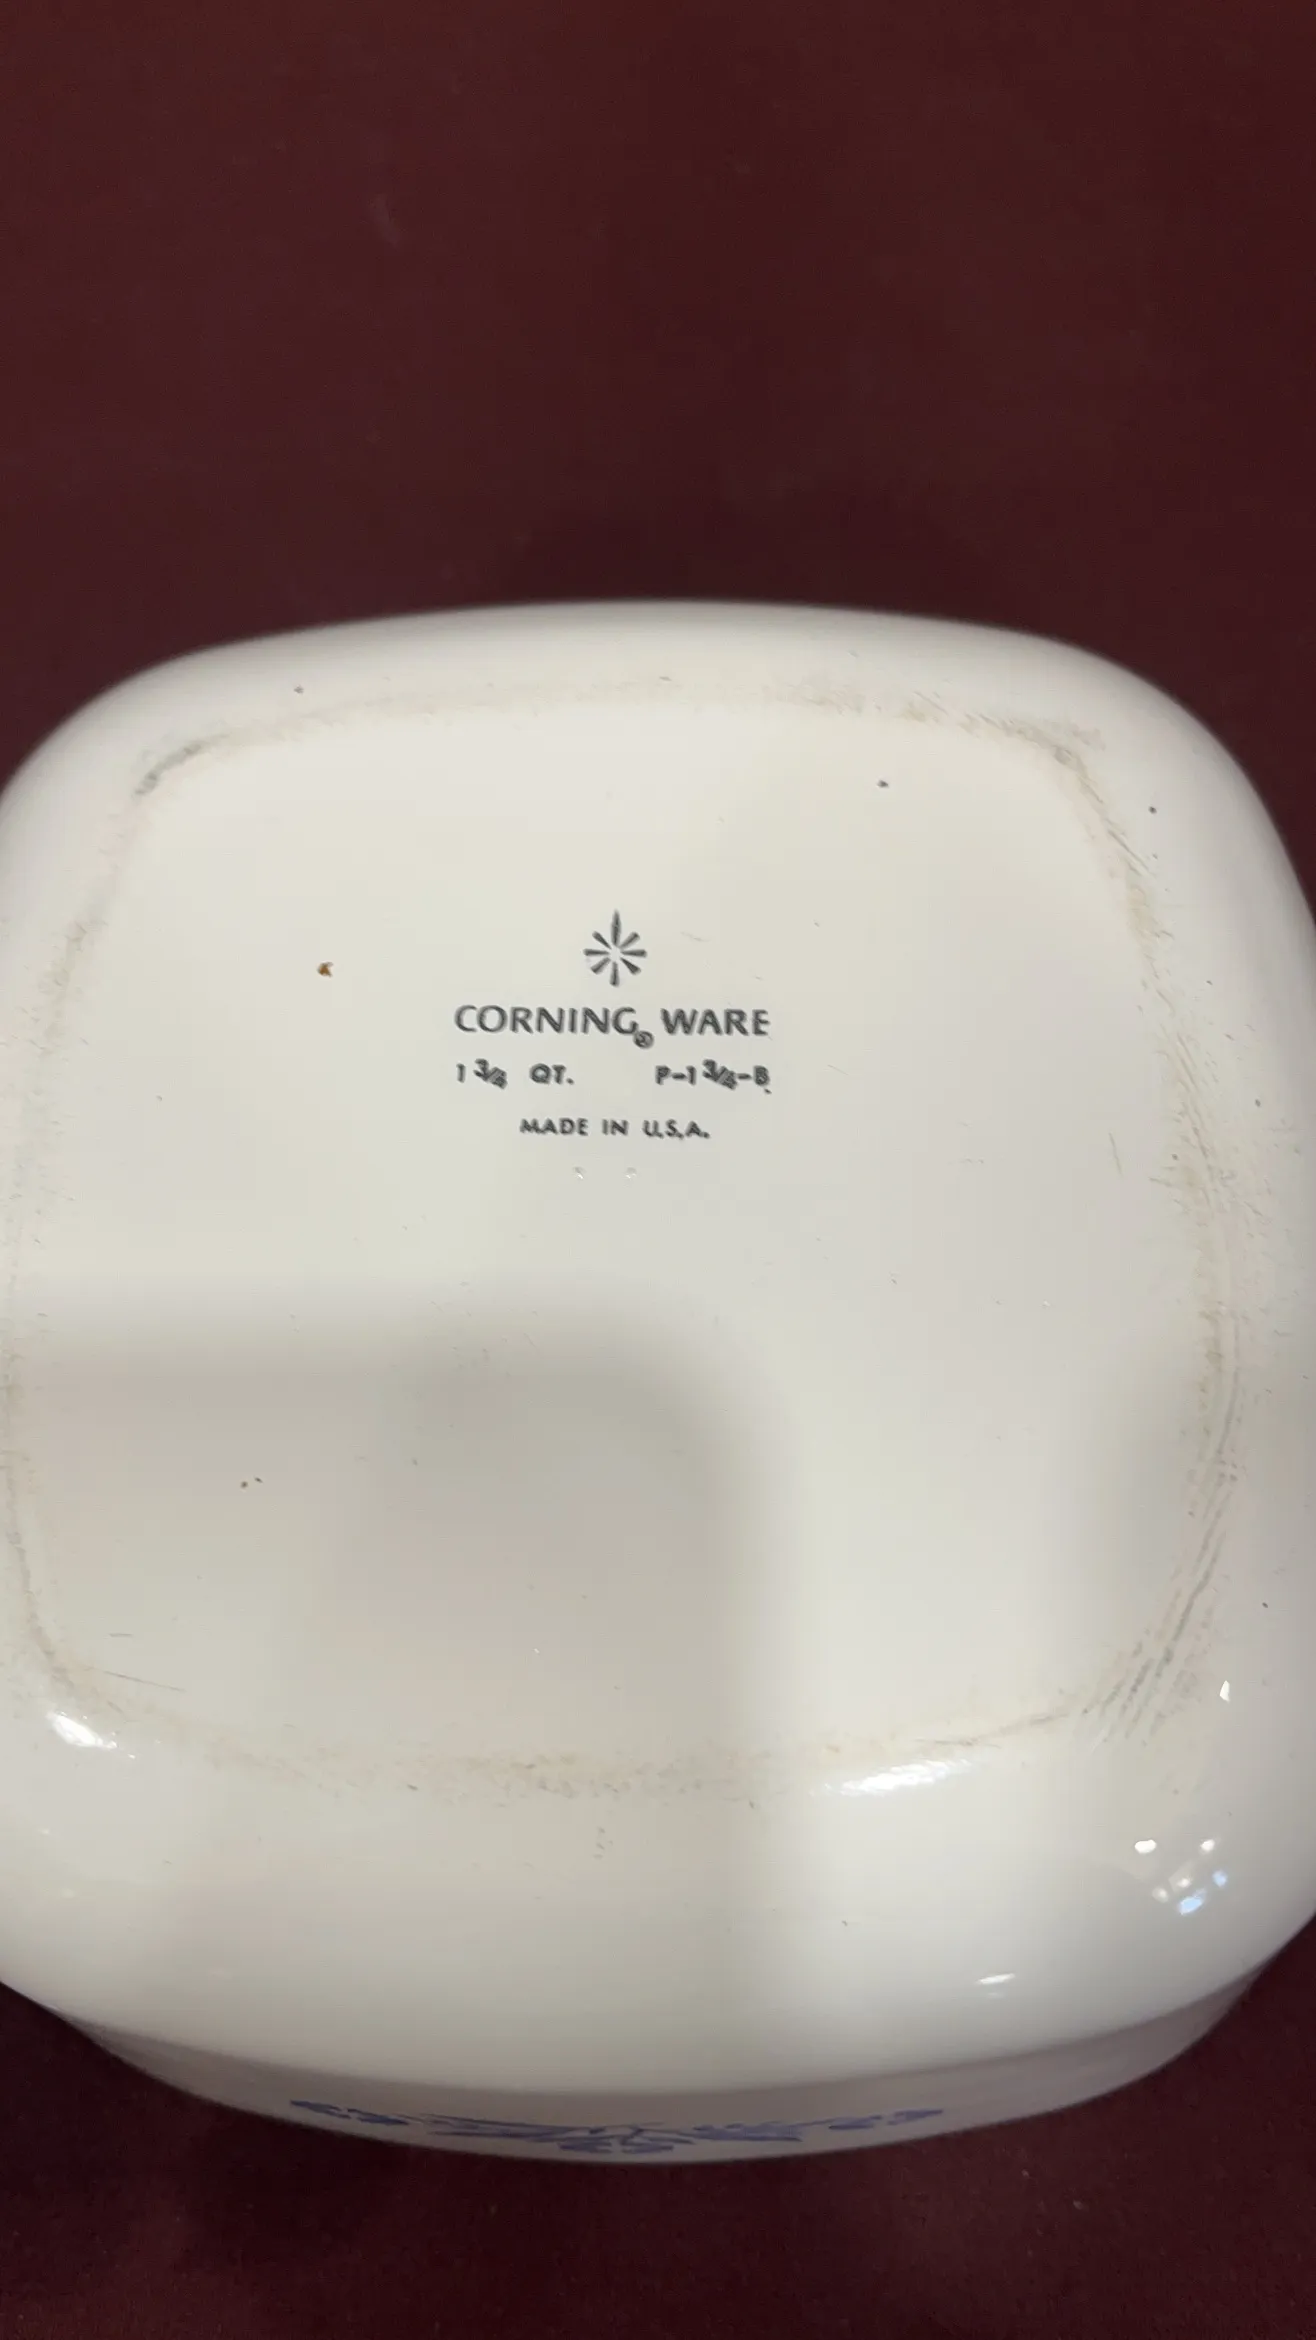 CORNING® WARE
1 3/4 QT. P-1 3/4-B
MADE IN U.S.A.